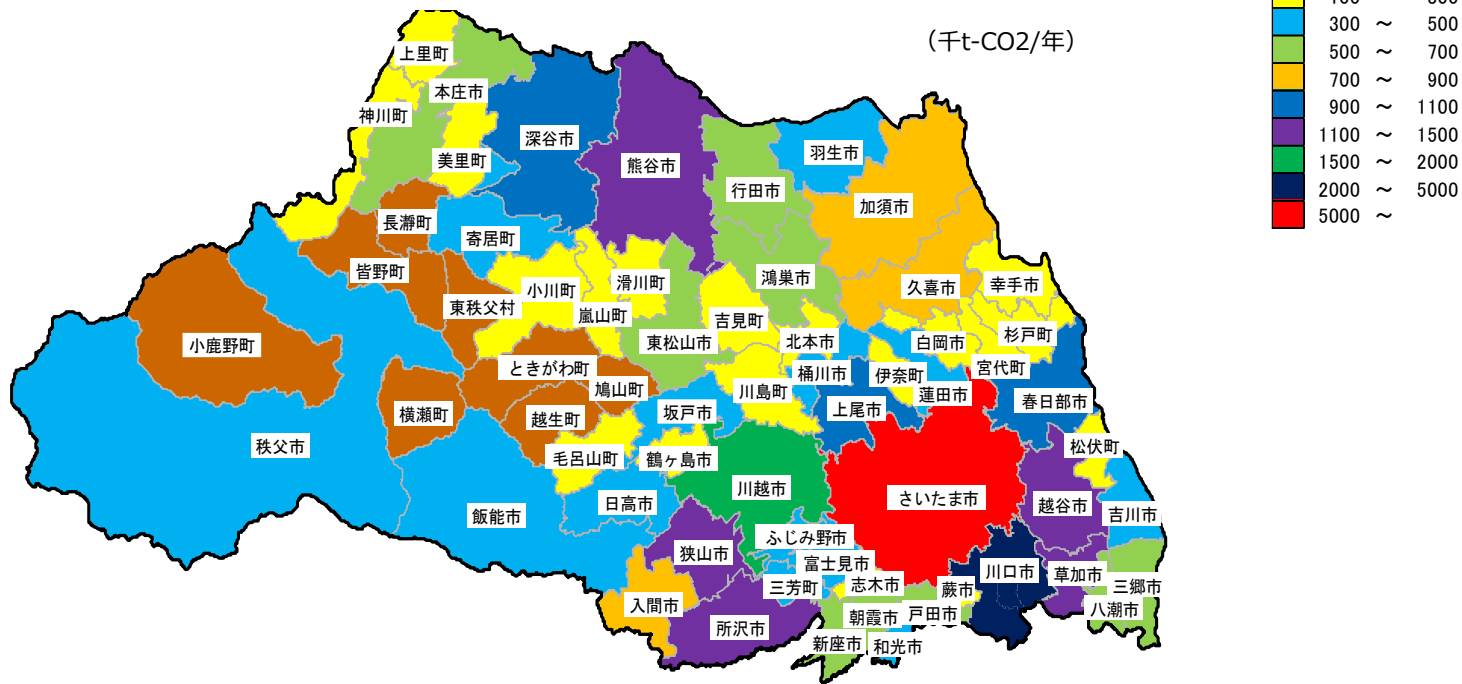 (千t-CO2/年)
300 ～ 500
500 ～ 700
700 ～ 900
900 ～ 1100
1100 ～ 1500
1500 ～ 2000
2000 ～ 5000
5000 ～
上里町
本庄市
神川町
深谷市
美里町
熊谷市
羽生市
行田市
加須市
長瀞町
寄居町
皆野町
東秩父村
小川町
滑川町
嵐山町
鴻巣市
久喜市
幸手市
吉見町
杉戸町
小鹿野町
東松山市
北本市
白岡市
ときがわ町
宮代町
桶川市
伊奈町
鳩山町
川島町
蓮田市
横瀬町
越生町
坂戸市
上尾市
春日部市
秩父市
松伏町
毛呂山町
鶴ヶ島市
川越市
さいたま市
越谷市
日高市
飯能市
吉川市
ふじみ野市
狭山市
富士見市
川口市
草加市
三芳町
志木市
蕨市
三郷市
入間市
所沢市
朝霞市
戸田市
八潮市
新座市
和光市